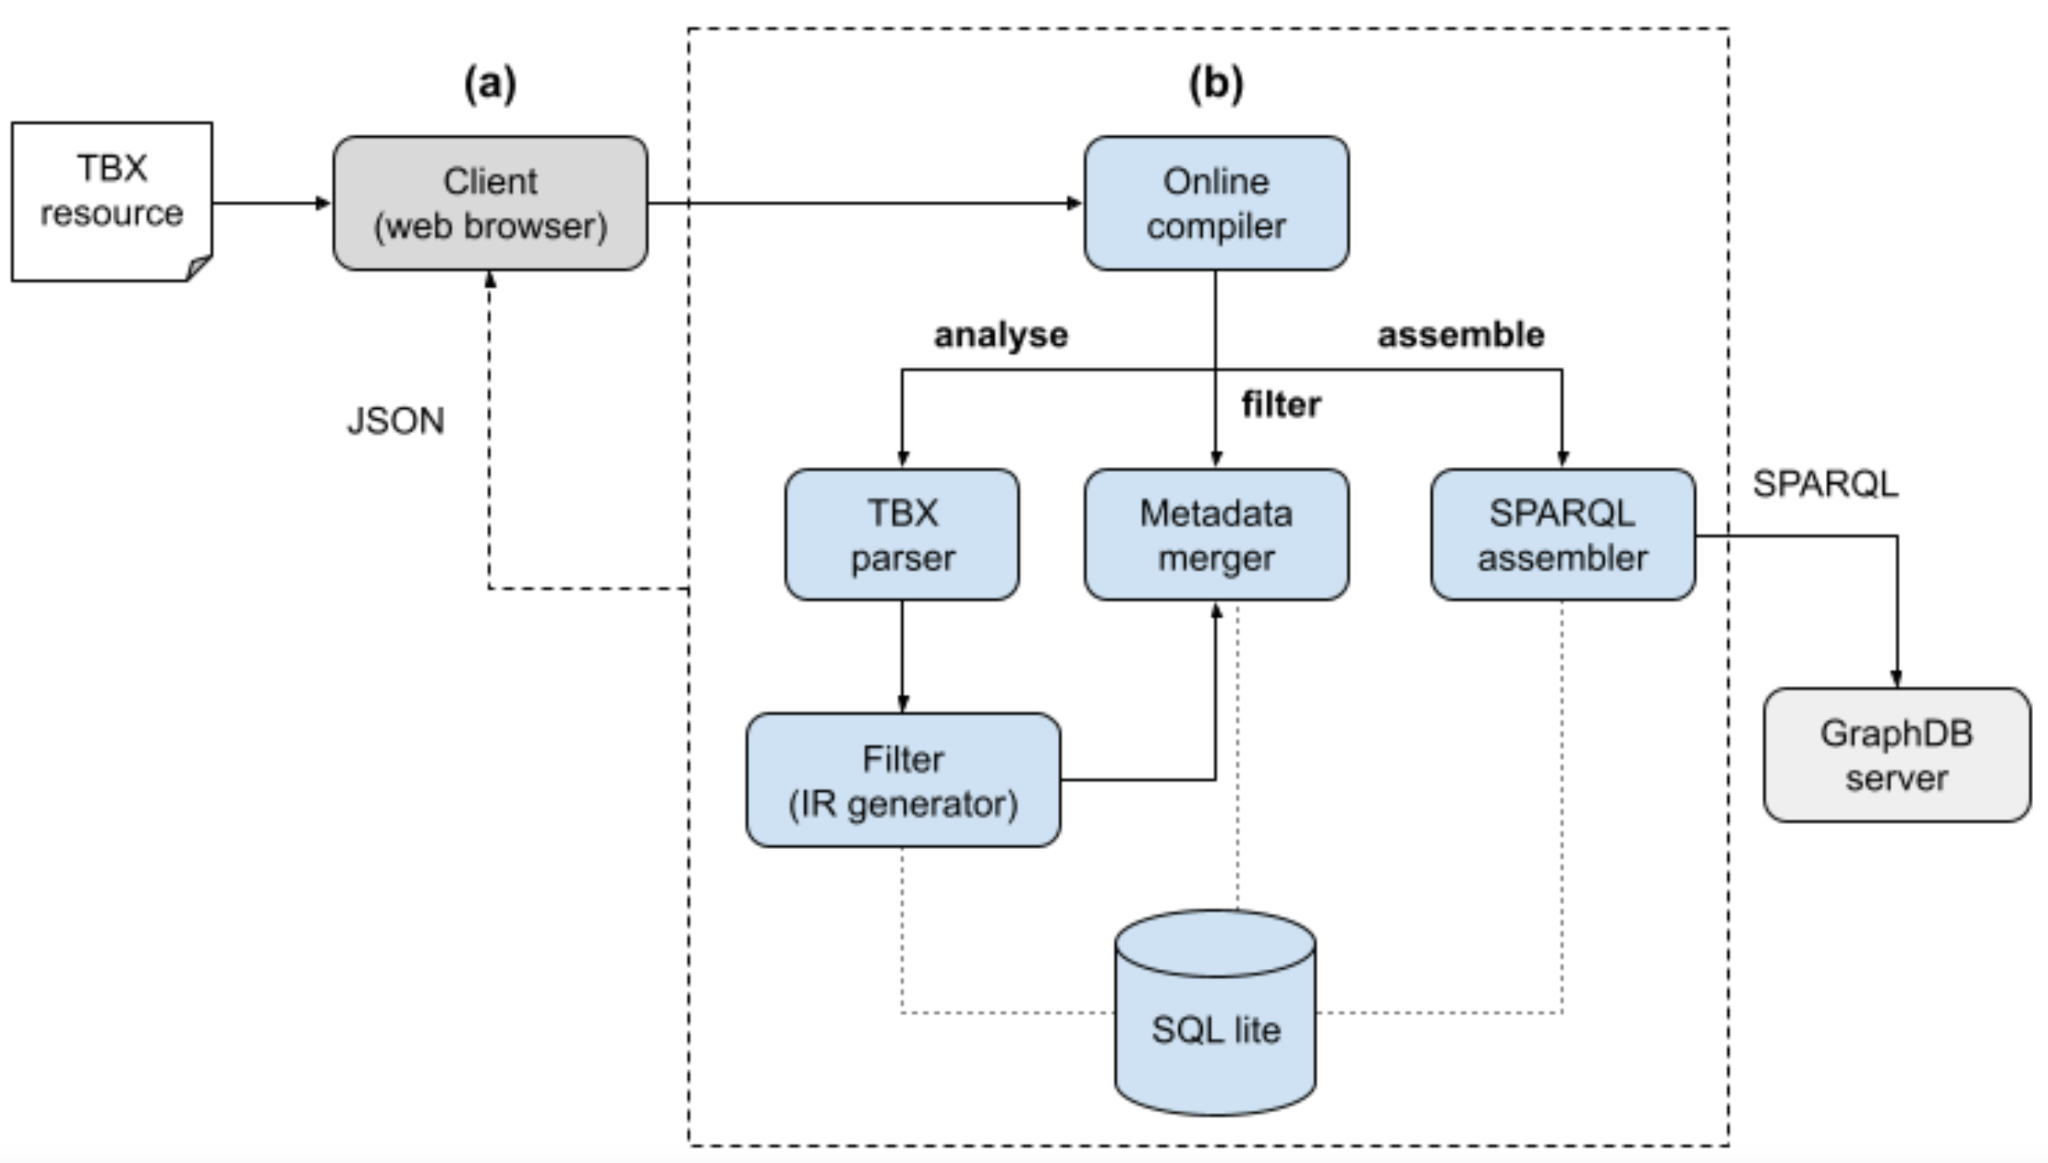 (a)
(b)
TBX
resource
Client
(web browser)
Online
compiler
analyse
assemble
filter
JSON
TBX
parser
Metadata
merger
SPARQL
assembler
SPARQL
Filter
(IR generator)
GraphDB
server
SQL lite